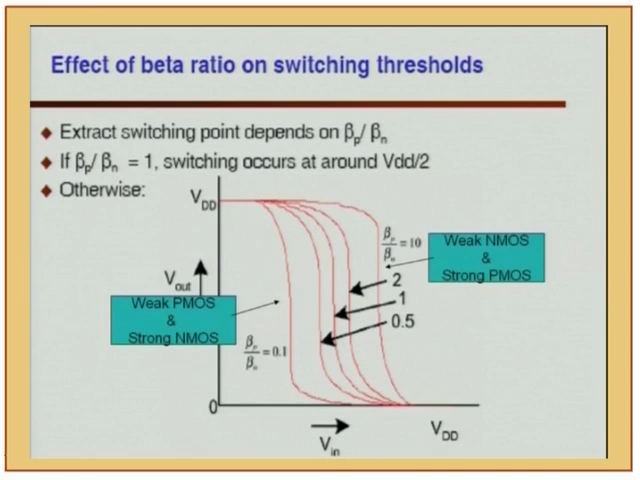 Effect of beta ratio on switching thresholds
Extract switching point depends on βp/ βn
If βp/ βn = 1, switching occurs at around Vdd/2
Otherwise:
VDD
βp/βn = 10
Weak NMOS
&
Strong PMOS
2
Vout
1
Weak PMOS
&
Strong NMOS
0.5
βp/βn = 0.1
0
Vin
VDD